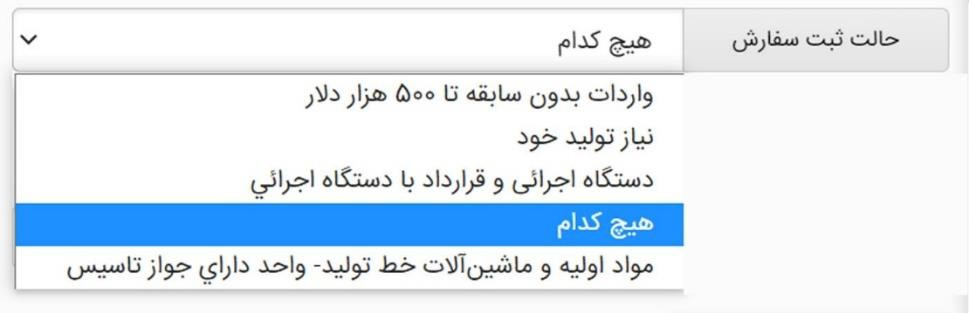 حالت ثبت سفارش
هیچ کدام
واردات بدون سابقه تا ۵۰۰ هزار دلار
نیاز تولید خود
دستگاه اجرائی و قرارداد با دستگاه اجرائي
هیچ کدام
مواد اولیه و ماشین‌آلات خط تولید- واحد داراي جواز تاسیس